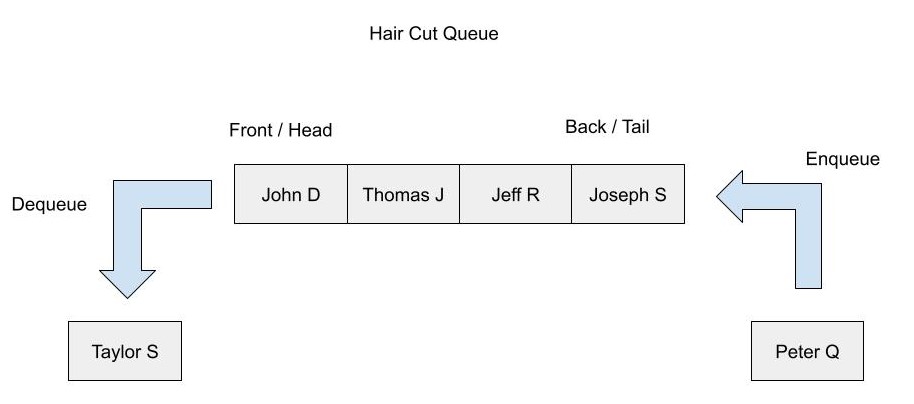 Hair Cut Queue
Front / Head
Back / Tail
Enqueue
Dequeue
John D
Thomas J
Jeff R
Joseph S
Taylor S
Peter Q